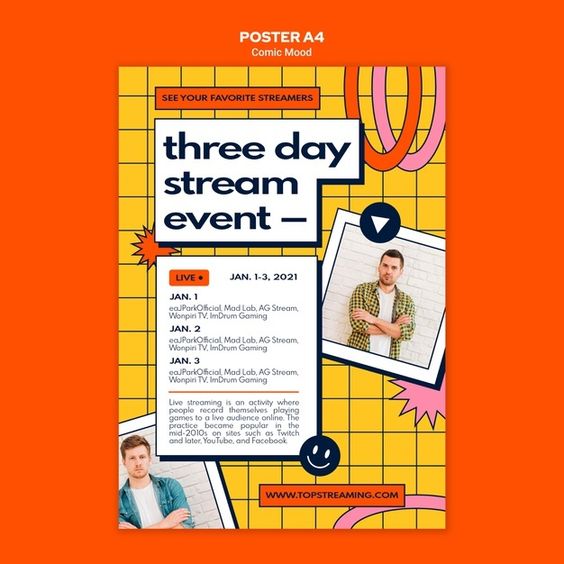 POSTER A4
Comic Mood
SEE YOUR FAVORITE STREAMERS
three day
stream
event —
LIVE •
JAN. 1-3, 2021
JAN. 1
eaJParkOfficial, Mad Lab, AG Stream,
Wonpiri TV, ImDrum Gaming
JAN. 2
eaJParkOfficial, Mad Lab, AG Stream,
Wonpiri TV, ImDrum Gaming
JAN. 3
eaJParkOfficial, Mad Lab, AG Stream,
Wonpiri TV, ImDrum Gaming
Live streaming is an activity where
people record themselves playing
games to a live audience online. The
practice became popular in the
mid-2010s on sites such as Twitch
and later, YouTube, and Facebook.
WWW.TOPSTREAMING.COM